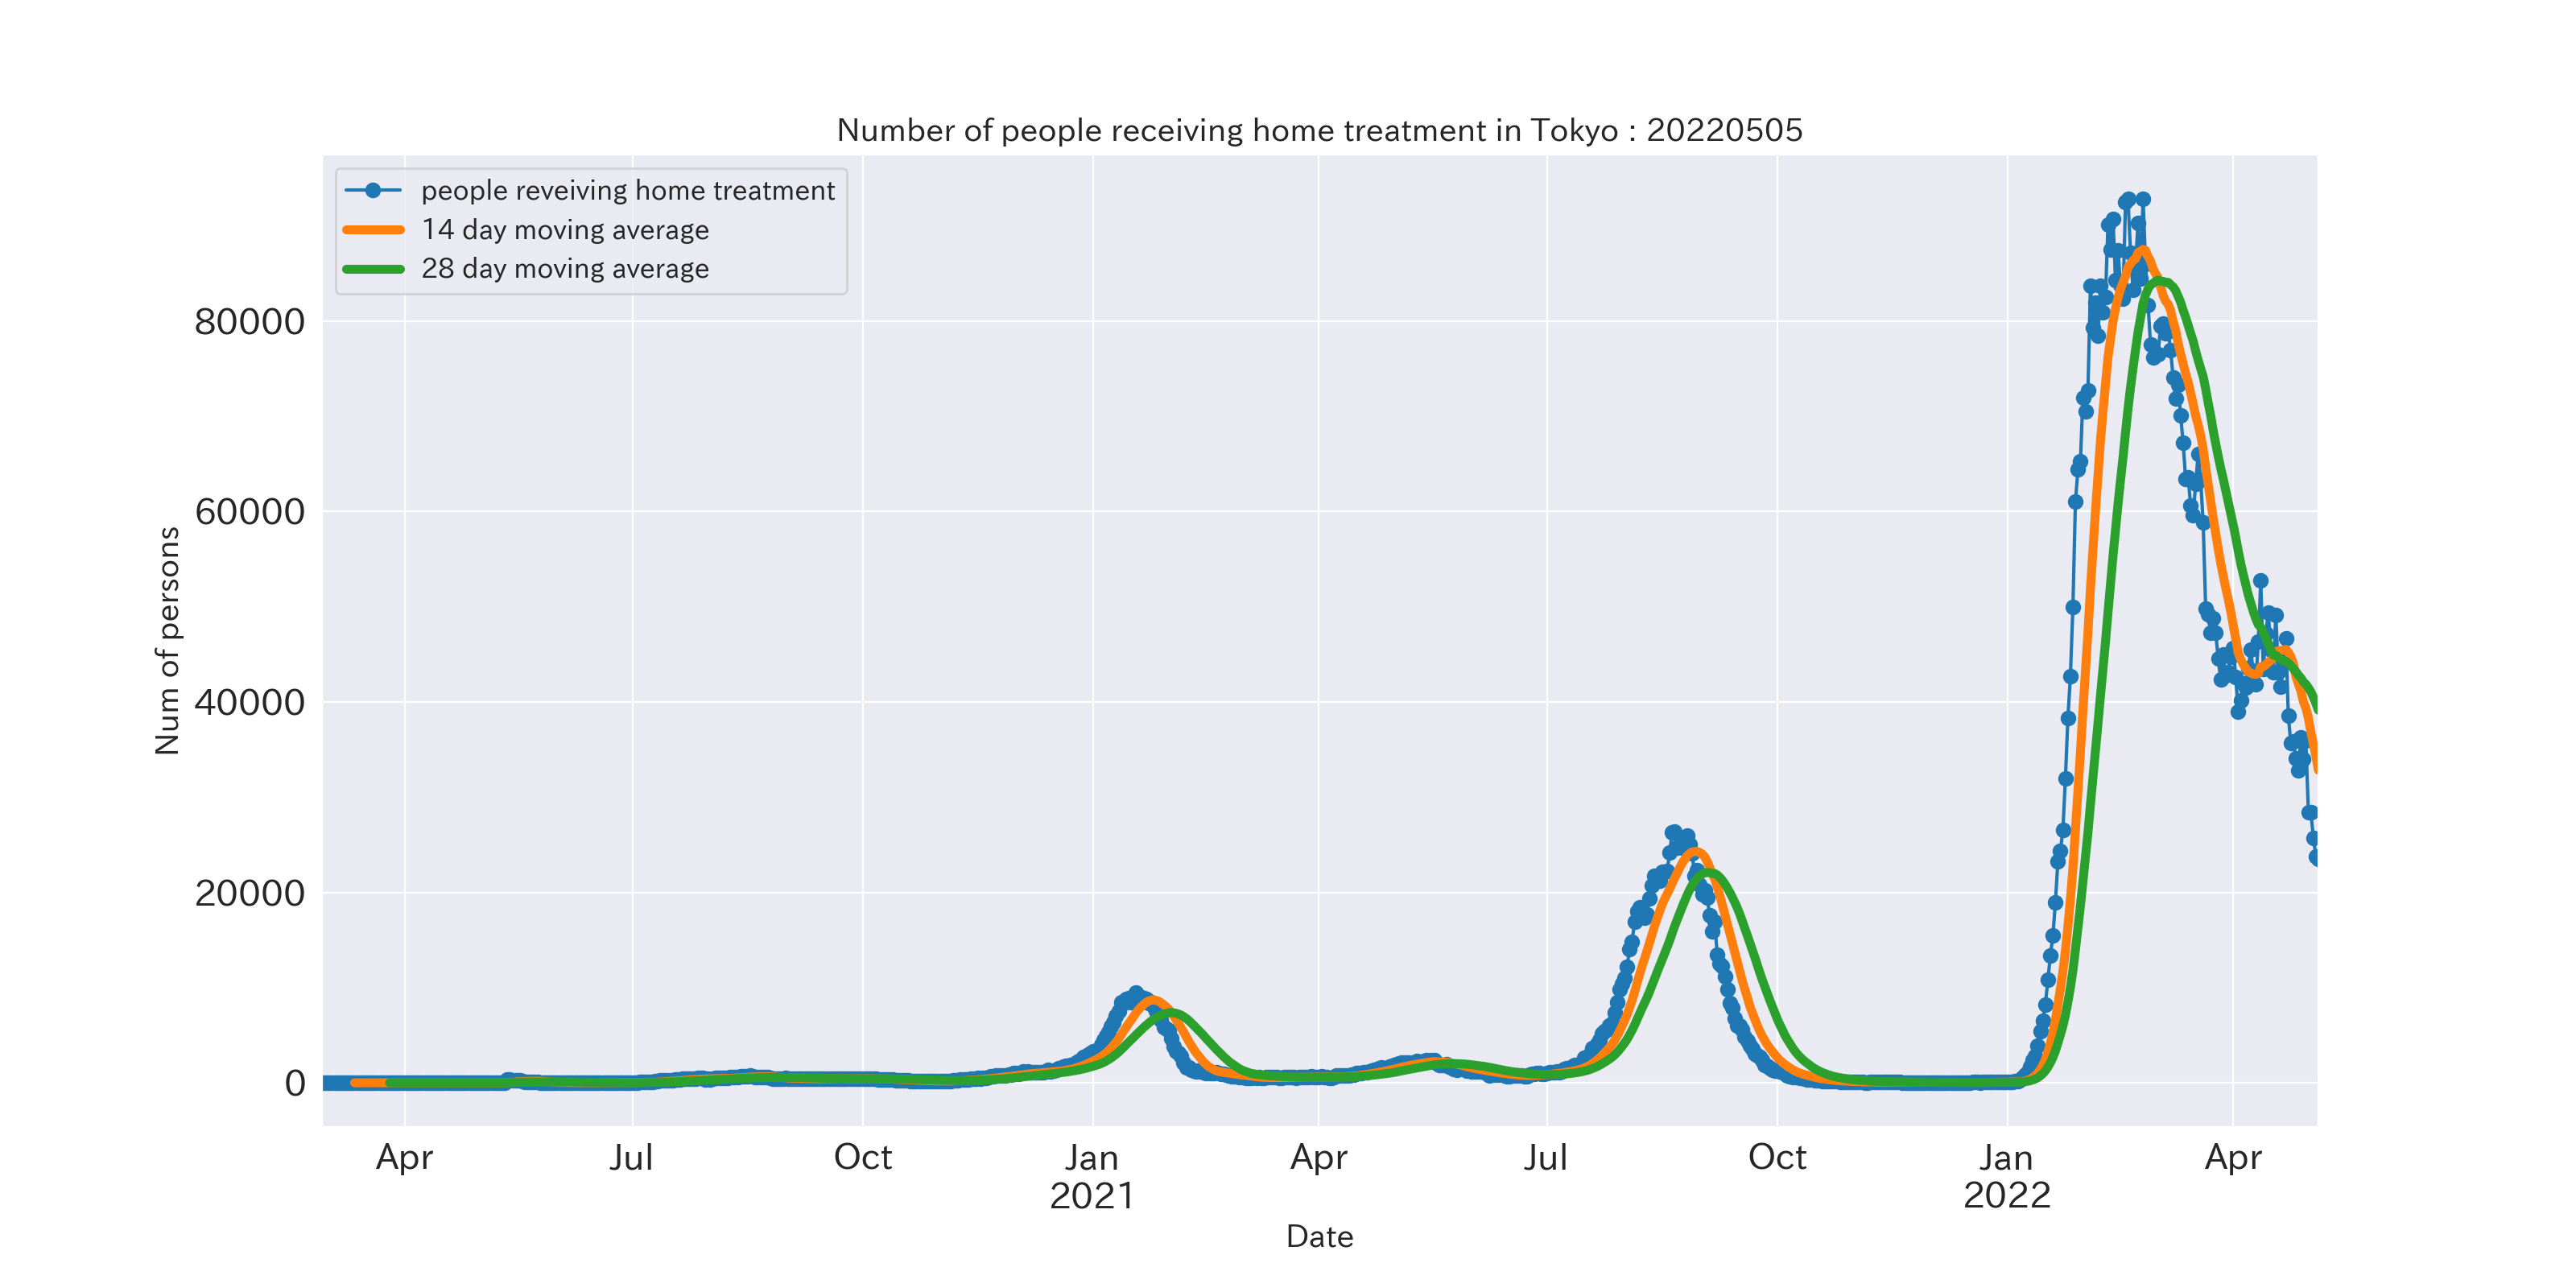 Number of people receiving home treatment in Tokyo : 20220505
people reveiving home treatment
14 day moving average
28 day moving average
80000
60000
40000
20000
0
Num of persons
Apr Jul Oct Jan Apr Jul Oct Jan Apr
2021 2022
Date